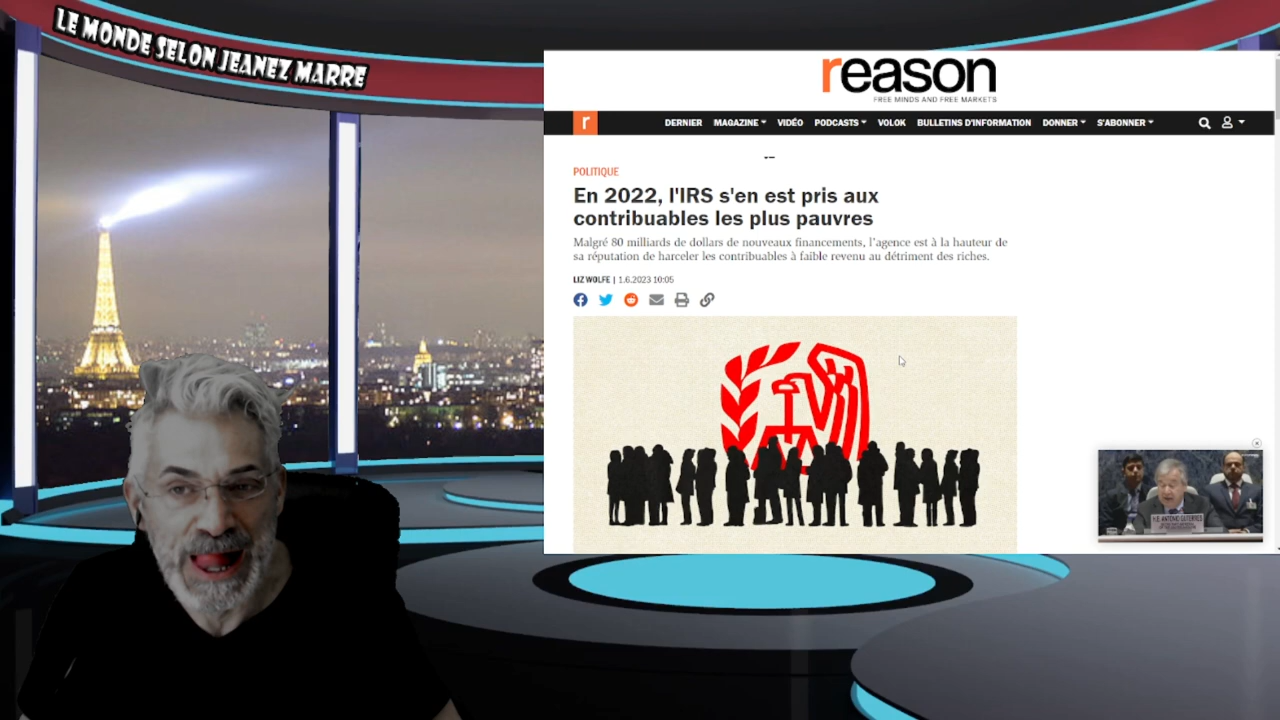 LE MONDE SELON JEANEZ MARRE
reason
FREE MINDS AND FREE MARKETS
r
DERNIER MAGAZINE VIDÉO PODCASTS VOLOK BULLETINS D'INFORMATION DONNER S'ABONNER
POLITIQUE
En 2022, l'IRS s'en est pris aux
contribuables les plus pauvres
Malgré 80 milliards de dollars de nouveaux financements, l'agence est à la hauteur de
sa réputation de harceler les contribuables à faible revenu au détriment des riches.
LIZ WOLFE | 1.6.2023 10:05
H.E. ANTONIO GUTERRES